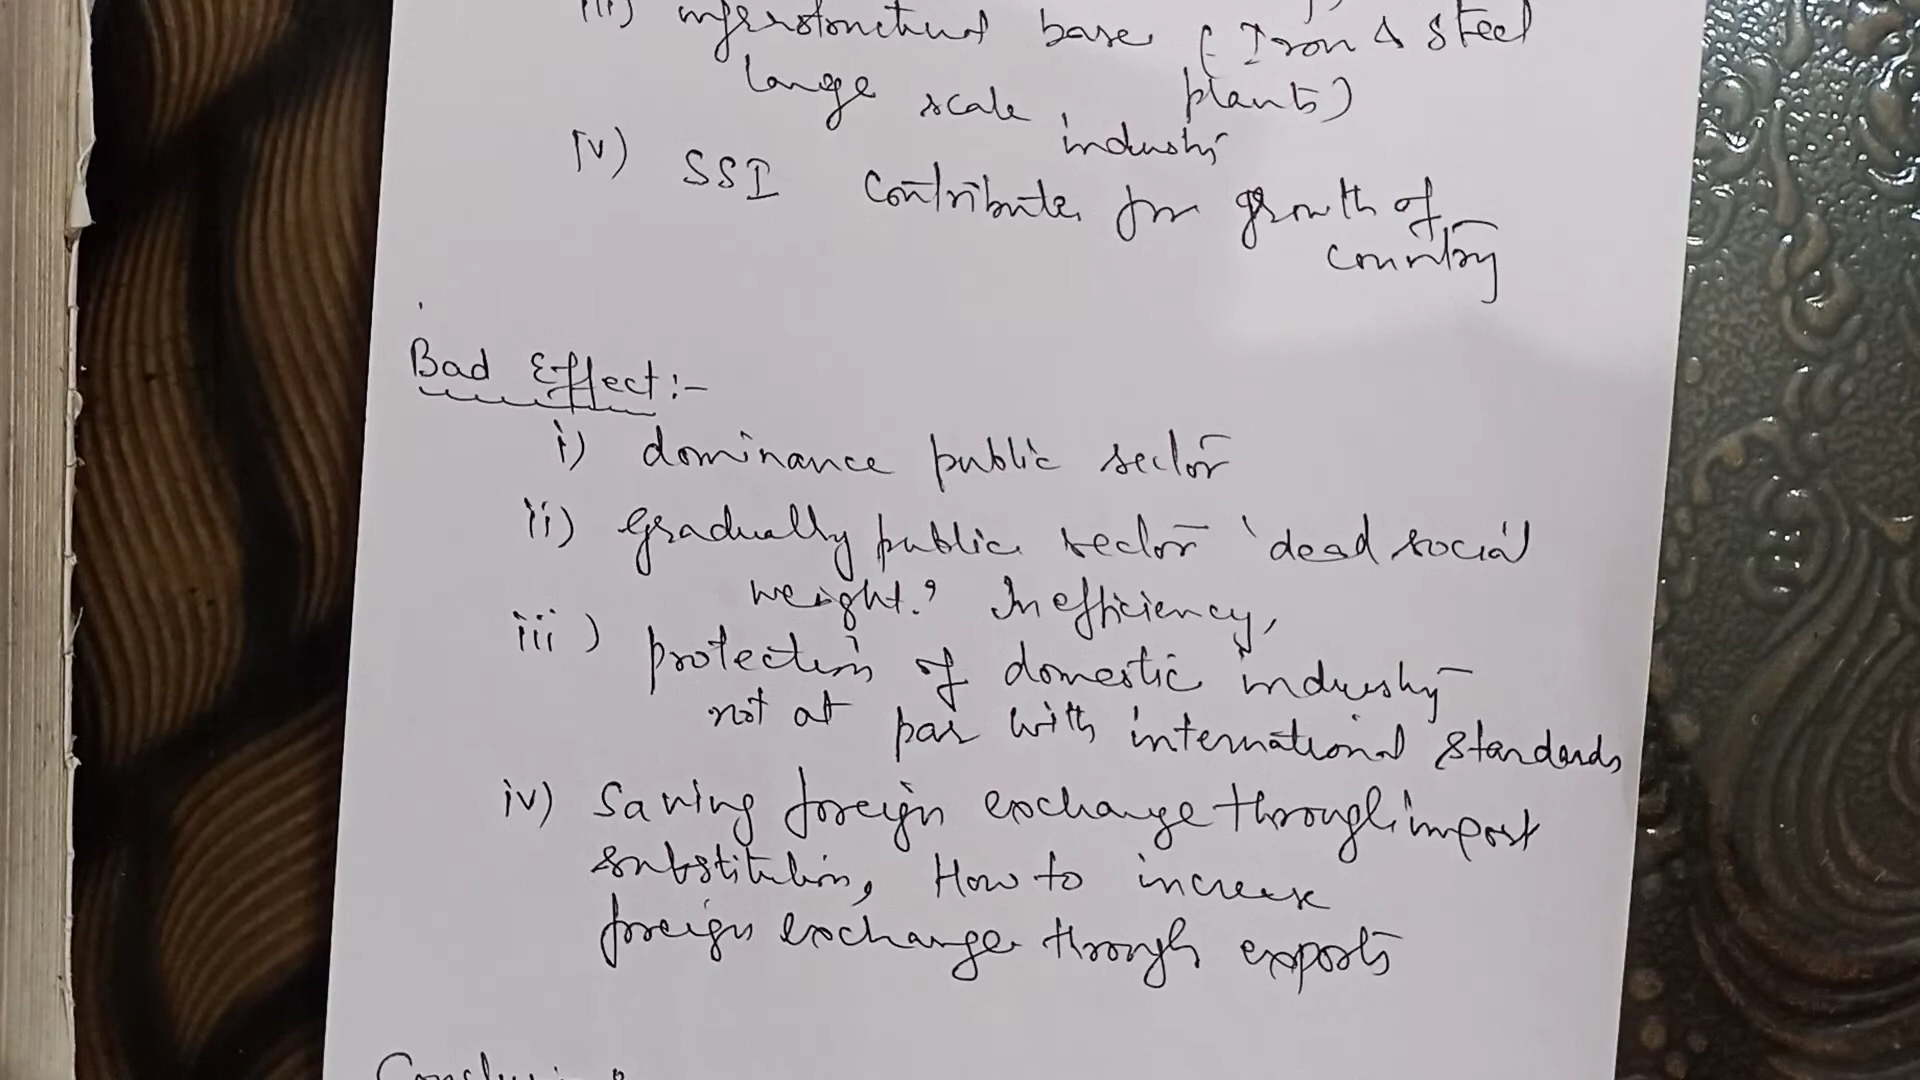 iii) infrastructural base (Iron & Steel
plants)
large scale industry
iv) SSI contribute for growth of
country
Bad Effect :-
i) dominance public sector
ii) gradually public sector 'dead social
weight.' Inefficiency,
iii) protection of domestic industry
not at par with international standards
iv) Saving foreign exchange through import
substitution, How to increase
foreign exchange through exports
Conclusion :